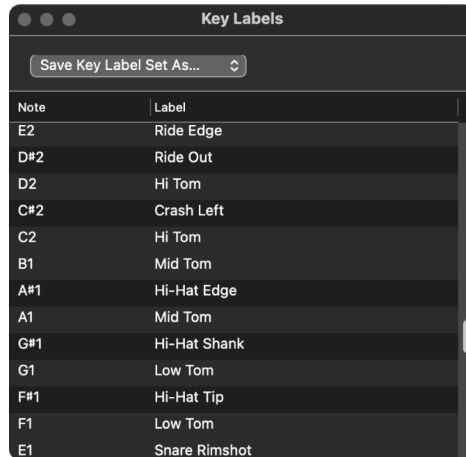 Key Labels
Save Key Label Set As...
Note Label
E2 Ride Edge
D#2 Ride Out
D2 Hi Tom
C#2 Crash Left
C2 Hi Tom
B1 Mid Tom
A#1 Hi-Hat Edge
A1 Mid Tom
G#1 Hi-Hat Shank
G1 Low Tom
F#1 Hi-Hat Tip
F1 Low Tom
E1 Snare Rimshot